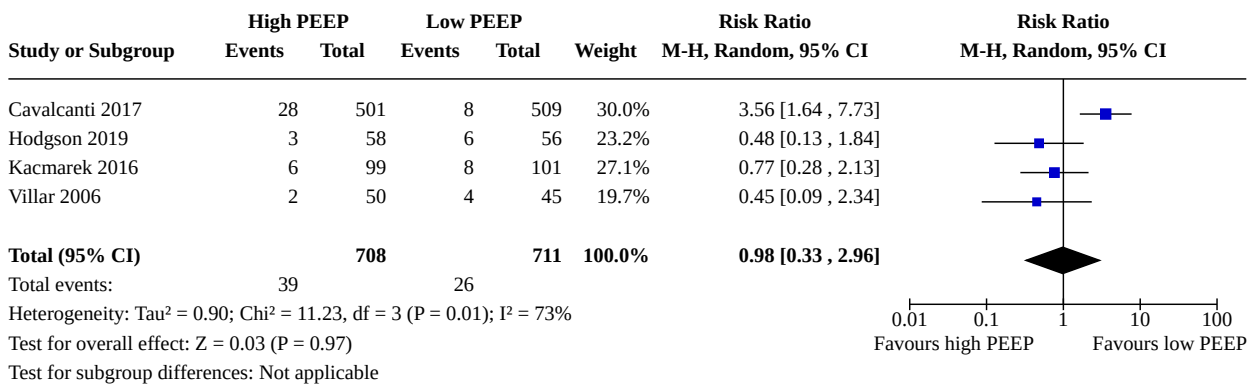 High PEEP Low PEEP Risk Ratio Risk Ratio
Study or Subgroup Events Total Events Total Weight M-H, Random, 95% CI M-H, Random, 95% CI
Cavalcanti 2017 28 501 8 509 30.0% 3.56 [1.64 , 7.73]
Hodgson 2019 3 58 6 56 23.2% 0.48 [0.13 , 1.84]
Kacmarek 2016 6 99 8 101 27.1% 0.77 [0.28 , 2.13]
Villar 2006 2 50 4 45 19.7% 0.45 [0.09 , 2.34]
Total (95% CI) 708 711 100.0% 0.98 [0.33 , 2.96]
Total events: 39 26
Heterogeneity: Tau² = 0.90; Chi² = 11.23, df = 3 (P = 0.01); I² = 73%
Test for overall effect: Z = 0.03 (P = 0.97)
Test for subgroup differences: Not applicable
0.01 0.1 1 10 100
Favours high PEEP Favours low PEEP